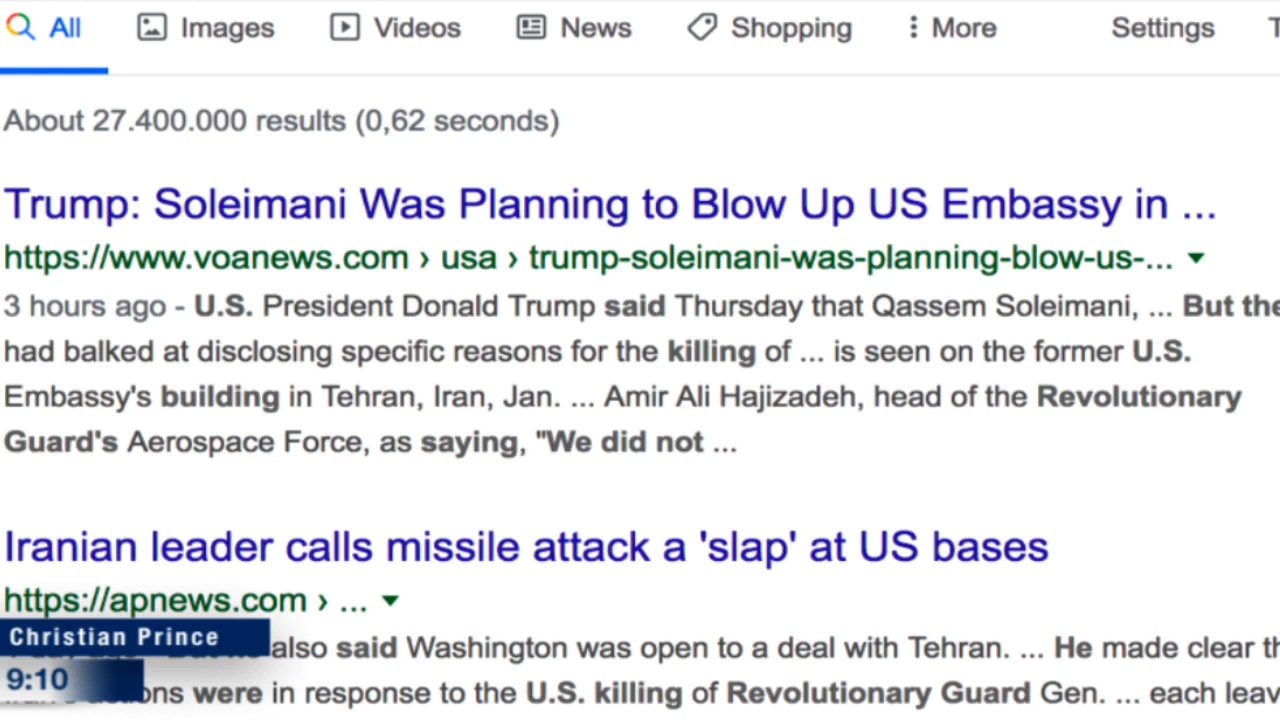 All Images Videos News Shopping More Settings
About 27.400.000 results (0,62 seconds)
Trump: Soleimani Was Planning to Blow Up US Embassy in ...
https://www.voanews.com › usa › trump-soleimani-was-planning-blow-us-...
3 hours ago - U.S. President Donald Trump said Thursday that Qassem Soleimani, ... But the
had balked at disclosing specific reasons for the killing of ... is seen on the former U.S.
Embassy's building in Tehran, Iran, Jan. ... Amir Ali Hajizadeh, head of the Revolutionary
Guard's Aerospace Force, as saying, "We did not ...
Iranian leader calls missile attack a 'slap' at US bases
https://apnews.com › ...
Christian Prince
also said Washington was open to a deal with Tehran. ... He made clear
9:10
were in response to the U.S. killing of Revolutionary Guard Gen. ... each